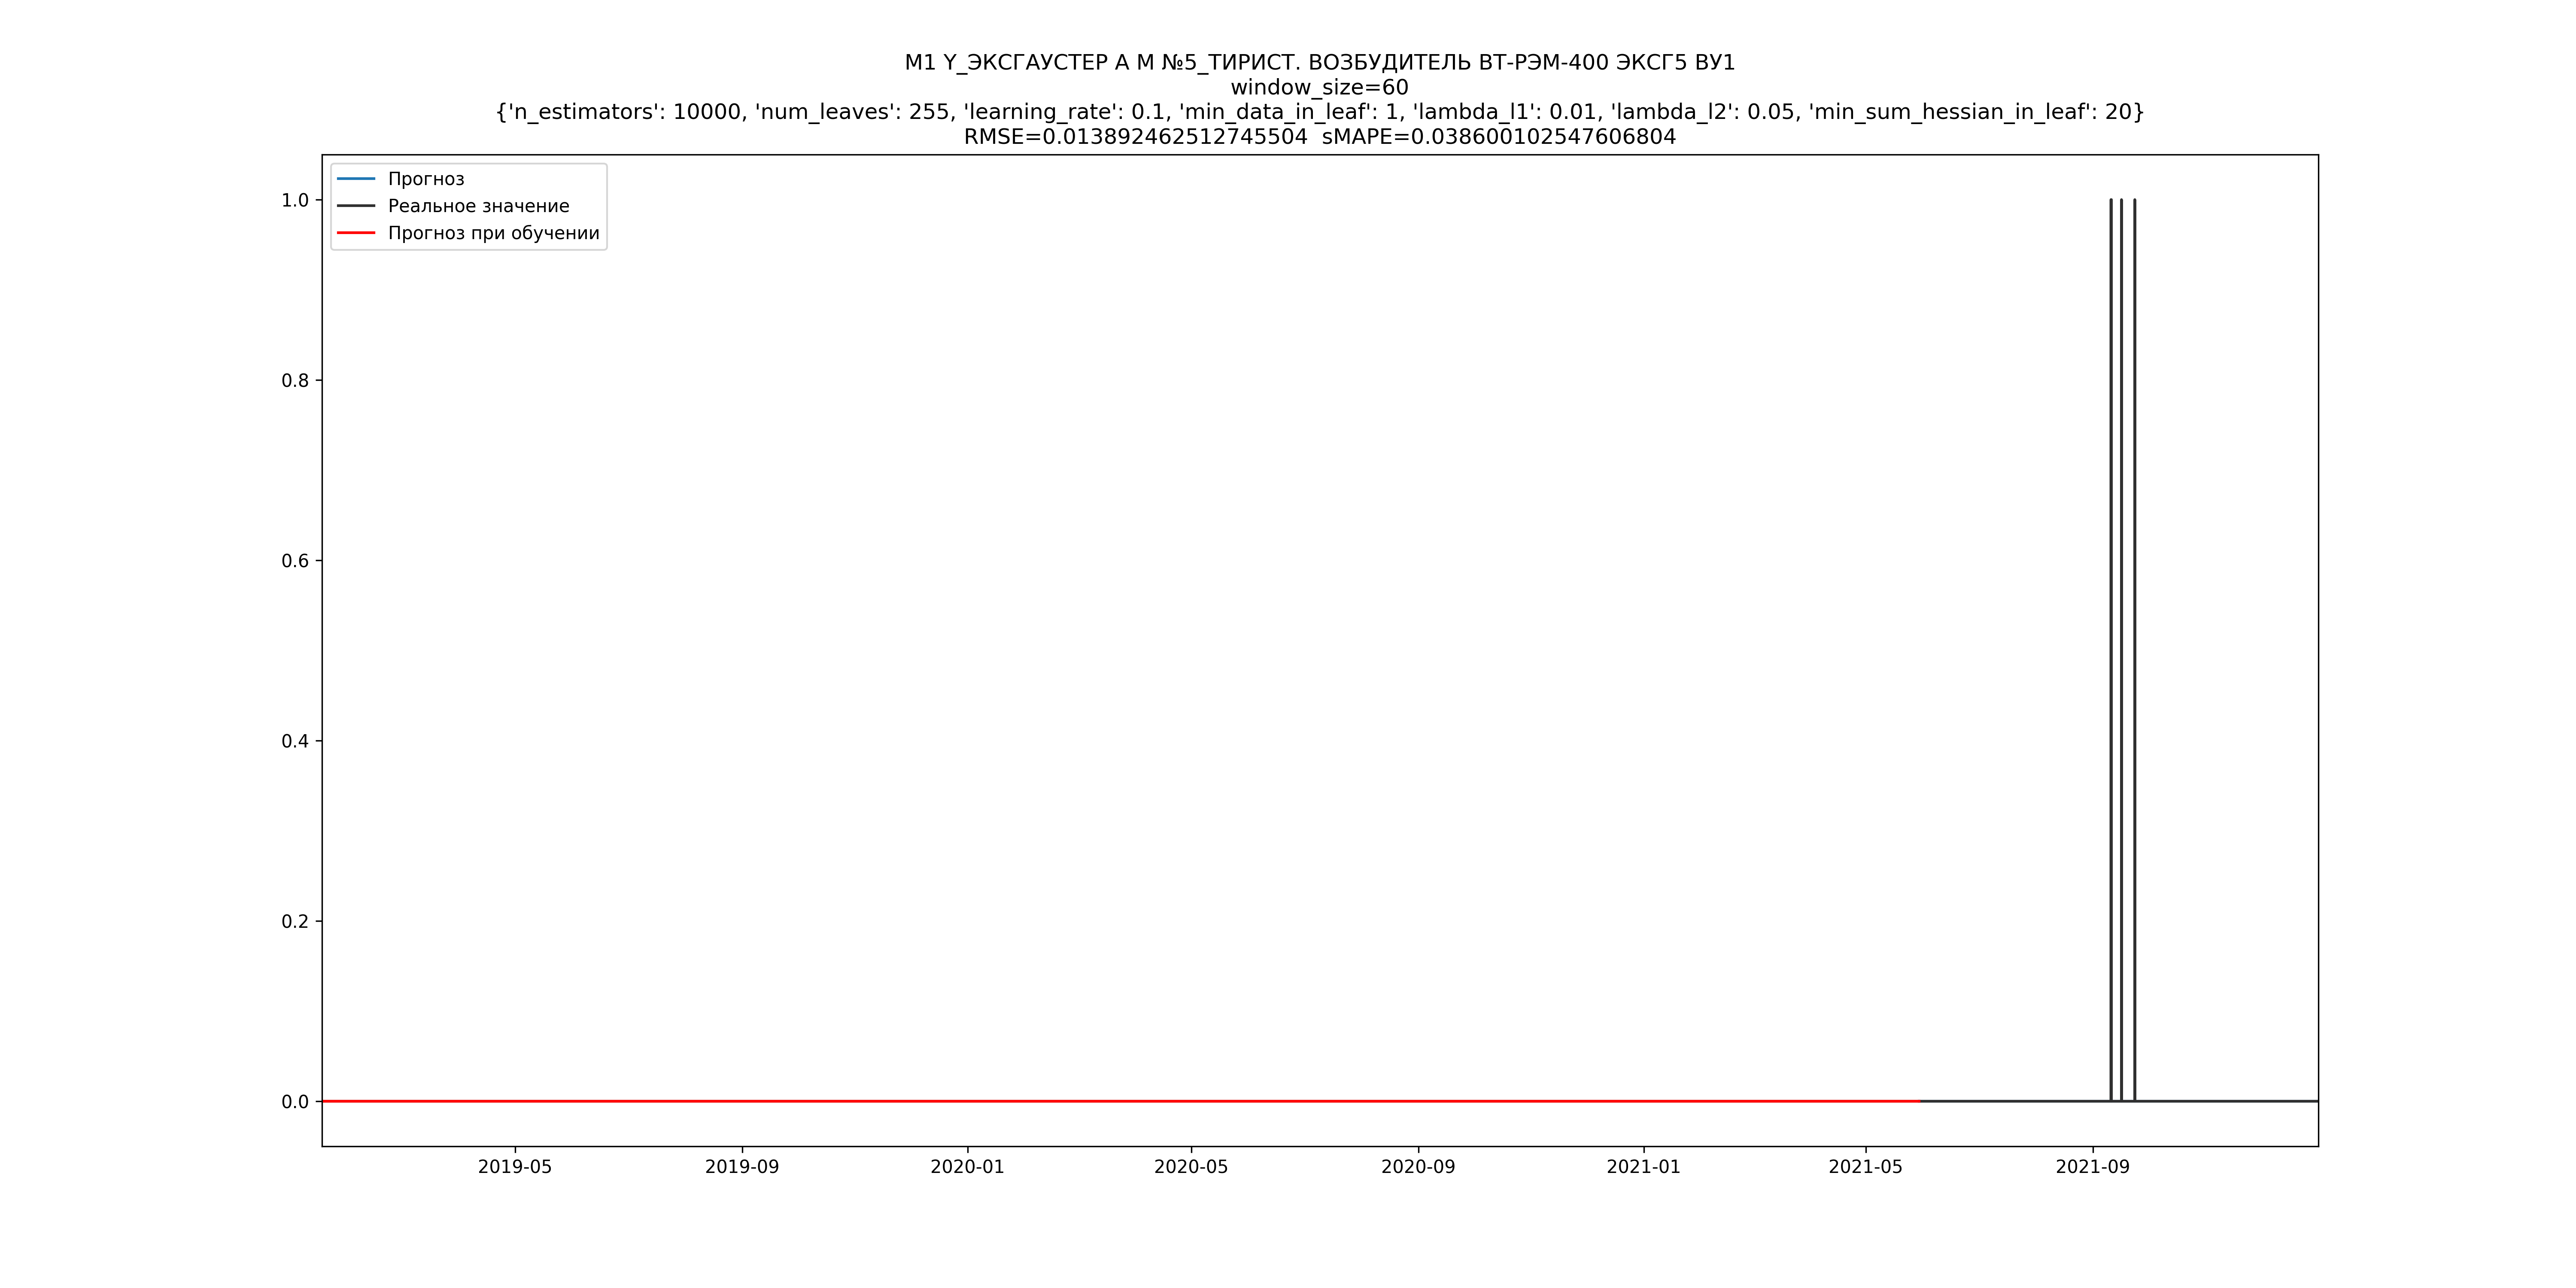 М1 Y_ЭКСГАУСТЕР А М №5_ТИРИСТ. ВОЗБУДИТЕЛЬ ВТ-РЭМ-400 ЭКСГ5 ВУ1
window_size=60
{'n_estimators': 10000, 'num_leaves': 255, 'learning_rate': 0.1, 'min_data_in_leaf': 1, 'lambda_l1': 0.01, 'lambda_l2': 0.05, 'min_sum_hessian_in_leaf': 20}
RMSE=0.013892462512745504  sMAPE=0.038600102547606804
Прогноз
Реальное значение
Прогноз при обучении
1.0
0.8
0.6
0.4
0.2
0.0
2019-05 2019-09 2020-01 2020-05 2020-09 2021-01 2021-05 2021-09